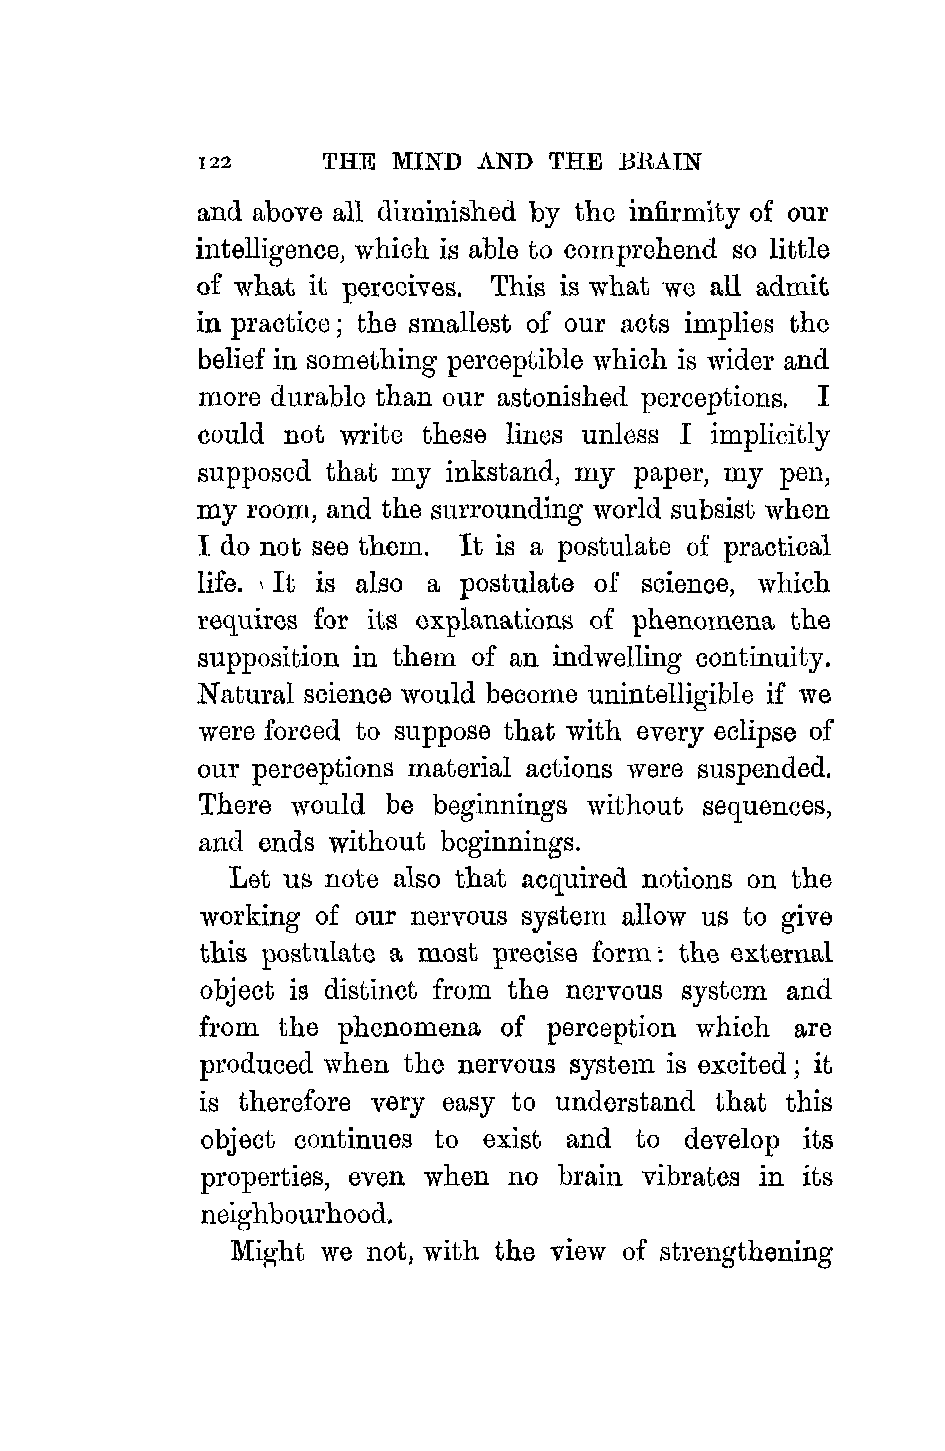 122 THE MIND AND THE BRAIN
and above all diminished by the infirmity of our
intelligence, which is able to comprehend so little
of what it perceives. This is what we all admit
in practice; the smallest of our acts implies the
belief in something perceptible which is wider and
more durable than our astonished perceptions. I
could not write these lines unless I implicitly
supposed that my inkstand, my paper, my pen,
my room, and the surrounding world subsist when
I do not see them. It is a postulate of practical
life. It is also a postulate of science, which
requires for its explanations of phenomena the
supposition in them of an indwelling continuity.
Natural science would become unintelligible if we
were forced to suppose that with every eclipse of
our perceptions material actions were suspended.
There would be beginnings without sequences,
and ends without beginnings.
Let us note also that acquired notions on the
working of our nervous system allow us to give
this postulate a most precise form: the external
object is distinct from the nervous system and
from the phenomena of perception which are
produced when the nervous system is excited; it
is therefore very easy to understand that this
object continues to exist and to develop its
properties, even when no brain vibrates in its
neighbourhood.
Might we not, with the view of strengthening